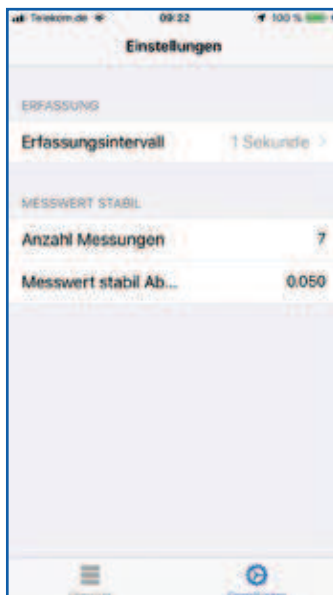 Telekom.de 09:22 100 %
Einstellungen
ERFASSUNG
Erfassungsintervall 1 Sekunde >
MESSWERT STABIL
Anzahl Messungen 7
Messwert stabil Ab... 0.050